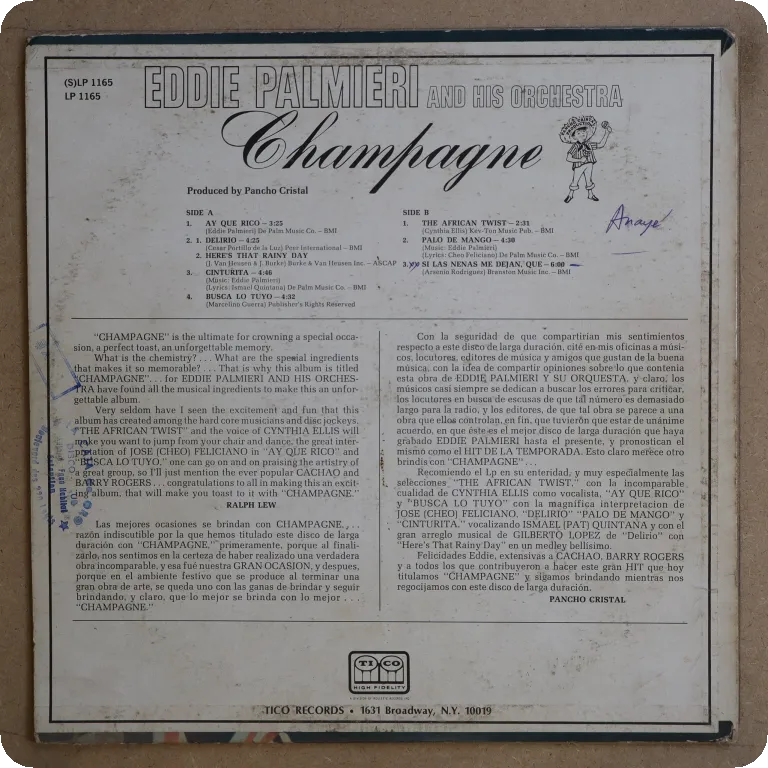 (S)LP 1165
LP 1165
EDDIE PALMIERI AND HIS ORCHESTRA
Champagne
Produced by Pancho Cristal
SIDE A
1. AY QUE RICO — 3:25
(Eddie Palmieri) De Palm Music Co. — BMI
2. 1. DELIRIO — 4:25
(Cesar Portillo de la Luz) Peer International — BMI
2. HERE'S THAT RAINY DAY
(J. Van Heusen & J. Burke) Burke & Van Heusen Inc. — ASCAP
3. CINTURITA — 4:46
(Music: Eddie Palmieri)
(Lyrics: Ismael Quintana) De Palm Music Co. — BMI
4. BUSCA LO TUYO — 4:32
(Marcelino Guerra) Publisher's Rights Reserved
SIDE B
1. THE AFRICAN TWIST — 2:31
(Cynthia Ellis) Kev-Ton Music Pub. — BMI
2. PALO DE MANGO — 4:30
(Music: Eddie Palmieri)
(Lyrics: Cheo Feliciano) De Palm Music Co. — BMI
3. SI LAS NENAS ME DEJAN, QUE — 6:00
(Arsenio Rodriguez) Branston Music Inc. — BMI
"CHAMPAGNE" is the ultimate for crowning a special occa-
sion, a perfect toast, an unforgettable memory.
What is the chemistry? . . . What are the special ingredients
that makes it so memorable? . . . That is why this album is titled
"CHAMPAGNE" . . . for EDDIE PALMIERI AND HIS ORCHES-
TRA have found all the musical ingredients to make this an unfor-
gettable album.
Very seldom have I seen the excitement and fun that this
album has created among the hard core musicians and disc jockeys.
"THE AFRICAN TWIST" and the voice of CYNTHIA ELLIS will
make you want to jump from your chair and dance, the great inter-
pretation of JOSE (CHEO) FELICIANO in "AY QUE RICO" and
"BUSCA LO TUYO," one can go on and on praising the artistry of
a great group, so I'll just mention the ever popular CACHAO and
BARRY ROGERS . . . congratulations to all in making this an excit-
ing album, that will make you toast to it with "CHAMPAGNE."
RALPH LEW
Las mejores ocasiones se brindan con CHAMPAGNE, . .
razón indiscutible por la que hemos titulado este disco de larga
duración con "CHAMPAGNE," primeramente, porque al finali-
zarlo, nos sentimos en la certeza de haber realizado una verdadera
obra incomparable, y esa fué nuestra GRAN OCASION, y despues,
porque en el ambiente festivo que se produce al terminar una
gran obra de arte, se queda uno con las ganas de brindar y seguir
brindando, y claro, que lo mejor se brinda con lo mejor . . .
"CHAMPAGNE."
Con la seguridad de que compartirian mis sentimientos
respecto a este disco de larga duración, cité en mis oficinas a músi-
cos, locutores, editores de música y amigos que gustan de la buena
música, con la idea de compartir opiniones sobre lo que contenia
esta obra de EDDIE PALMIERI Y SU ORQUESTA, y claro, los
músicos casi siempre se dedican a buscar los errores para criticar,
los locutores en busca de escusas de que tal número es demasiado
largo para la radio, y los editores, de que tal obra se parece a una
obra que ellos controlan, en fin, que tuvierón que estar de unánime
acuerdo, en que éste es el mejor disco de larga duración que haya
grabado EDDIE PALMIERI hasta el presente, y pronostican el
mismo como el HIT DE LA TEMPORADA. Esto claro merece otro
brindis con "CHAMPAGNE" . . .
Recomiendo el Lp en su enteridad, y muy especialmente las
selecciones "THE AFRICAN TWIST," con la incomparable
cualidad de CYNTHIA ELLIS como vocalista, "AY QUE RICO"
y "BUSCA LO TUYO" con la magnifica interpretacion de
JOSE (CHEO) FELICIANO, "DELIRIO" "PALO DE MANGO" y
"CINTURITA," vocalizando ISMAEL (PAT) QUINTANA y con el
gran arreglo musical de GILBERTO LOPEZ de "Delirio" con
"Here's That Rainy Day" en un medley bellisimo.
Felicidades Eddie, extensivas a CACHAO, BARRY ROGERS
y a todos los que contribuyeron a hacer este gran HIT que hoy
titulamos "CHAMPAGNE" y sigamos brindando mientras nos
regocijamos con este disco de larga duración.
PANCHO CRISTAL
TICO
HIGH FIDELITY
TICO RECORDS • 1631 Broadway, N.Y. 10019